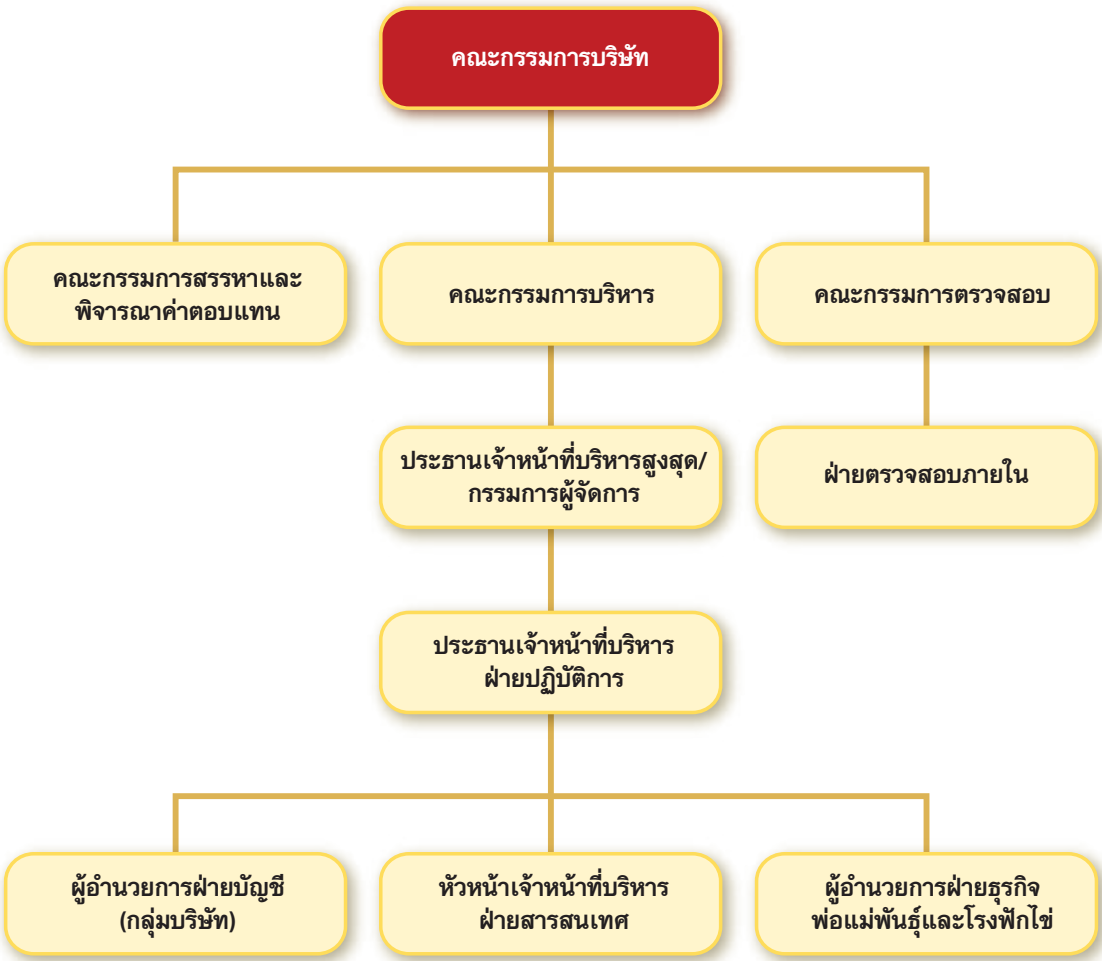 คณะกรรมการบริษัท
คณะกรรมการสรรหาและ
พิจารณาค่าตอบแทน
คณะกรรมการบริหาร
คณะกรรมการตรวจสอบ
ประธานเจ้าหน้าที่บริหารสูงสุด/
กรรมการผู้จัดการ
ฝ่ายตรวจสอบภายใน
ประธานเจ้าหน้าที่บริหาร
ฝ่ายปฏิบัติการ
ผู้อำนวยการฝ่ายบัญชี
(กลุ่มบริษัท)
หัวหน้าเจ้าหน้าที่บริหาร
ฝ่ายสารสนเทศ
ผู้อำนวยการฝ่ายธุรกิจ
พ่อแม่พันธุ์และโรงฟักไข่